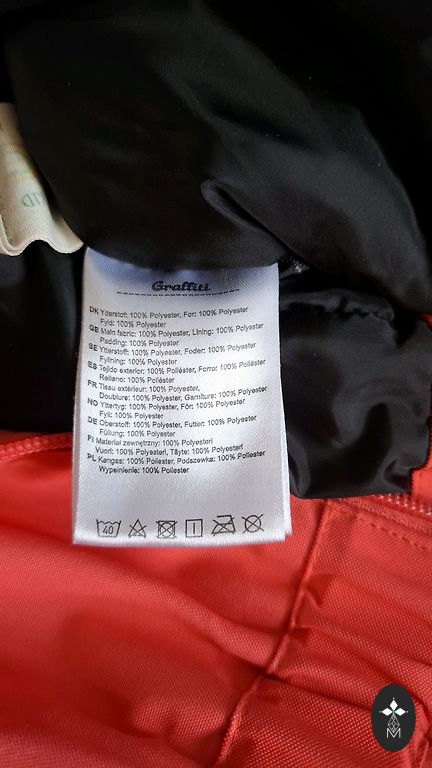 Graffiti
DK Yderstof: 100% Polyester, For: 100% Polyester
Fyld: 100% Polyester
GE Main fabric: 100% Polyester, Lining: 100% Polyester
Padding: 100% Polyester
SE Ytterstoff: 100% Polyester, Foder: 100% Polyester
Fyllning: 100% Polyester
ES Tejido exterior: 100% Poliéster, Forro: 100% Poliéster
Relleno: 100% Poliéster
FR Tissu extérieur: 100% Polyester,
Doublure: 100% Polyester, Garniture: 100% Polyester
NO Yttertyg: 100% Polyester, Fôr: 100% Polyester
Fyll: 100% Polyester
DE Oberstoff: 100% Polyester, Futter: 100% Polyester
Füllung: 100% Polyester
FI Materiał zewnętrzny: 100% Polyesteri
Vuori: 100% Polyesteri, Täyte: 100% Polyesteri
PL Kangas: 100% Poliester, Podszewka: 100% Poliester
Wypełnienie: 100% Poliester
40